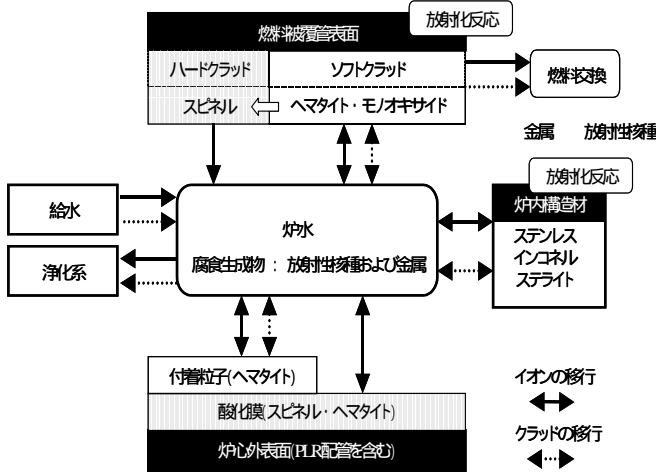 放射化反応
燃料被覆管表面
ハードクラッド
ソフトクラッド
スピネル
ヘマタイト・モノオキサイド
燃料交換
金属 放射性核種
放射化反応
炉内構造材
ステンレス
インコネル
ステライト
給水
浄化系
炉水
腐食生成物 : 放射性核種および金属
付着粒子(ヘマタイト)
酸化膜(スピネル・ヘマタイト)
炉心外表面(PLR配管を含む)
イオンの移行
クラッドの移行